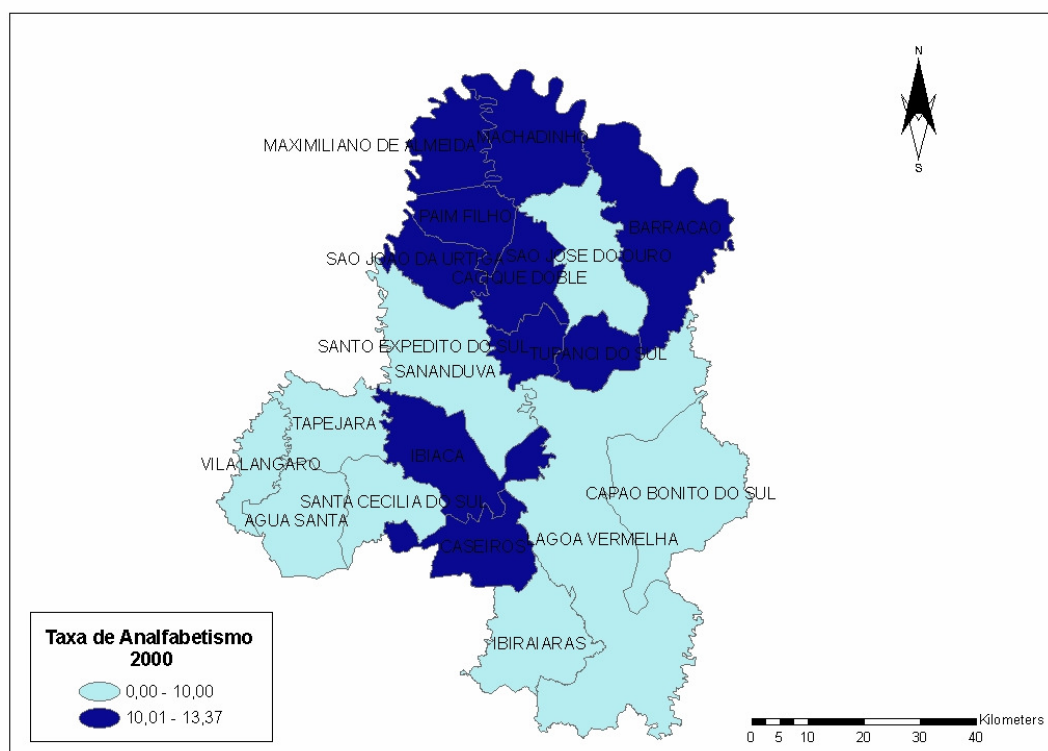 N
S
MAXIMILIANO DE ALMEIDA
MACHADINHO
PAIM FILHO
BARRACAO
SAO JOAO DA URTIGA
SAO JOSE DO OURO
CACIQUE DOBLE
SANTO EXPEDITO DO SUL
TUPANCI DO SUL
SANANDUVA
TAPEJARA
IBIACA
VILA LANGARO
CAPAO BONITO DO SUL
SANTA CECILIA DO SUL
AGUA SANTA
CASEIROS
LAGOA VERMELHA
IBIRAIARAS
Taxa de Analfabetismo
2000
0,00 - 10,00
10,01 - 13,37
Kilometers
0 5 10 20 30 40